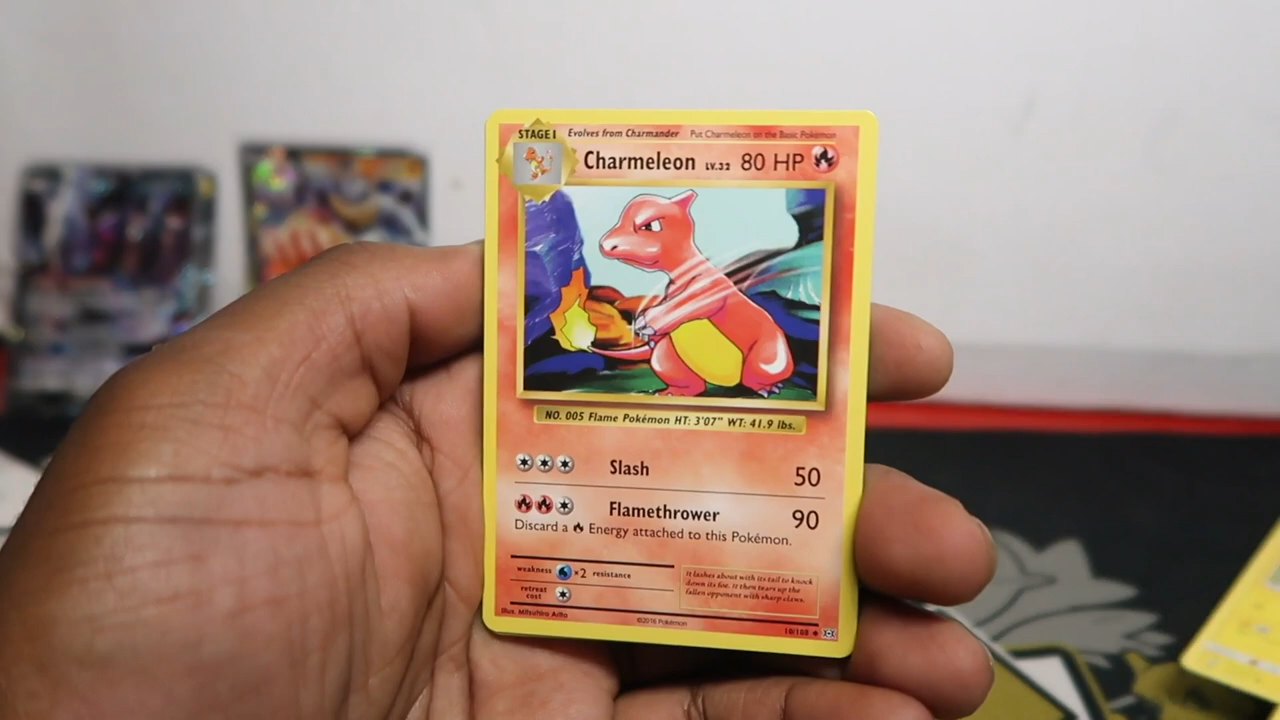 STAGE 1 Evolves from Charmander Put Charmeleon on the Basic Pokémon
Charmeleon LV.32 80 HP
NO. 005 Flame Pokémon HT: 3'07" WT: 41.9 lbs.
Slash 50
Flamethrower 90
Discard a Energy attached to this Pokémon.
weakness ×2 resistance
retreat cost
It lashes about with its tail to knock
down its foe. It then tears up the
fallen opponent with sharp claws.
Illus. Mitsuhiro Arita
©2016 Pokémon
10/108